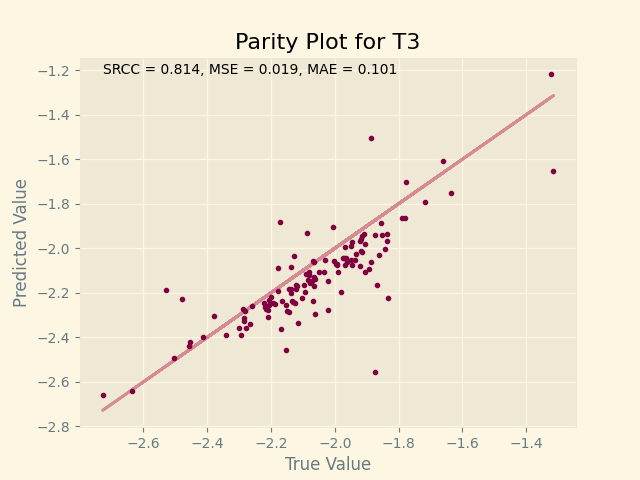 Parity Plot for T3
SRCC = 0.814, MSE = 0.019, MAE = 0.101
Predicted Value
−1.2
−1.4
−1.6
−1.8
−2.0
−2.2
−2.4
−2.6
−2.8
−2.6 −2.4 −2.2 −2.0 −1.8 −1.6 −1.4
True Value